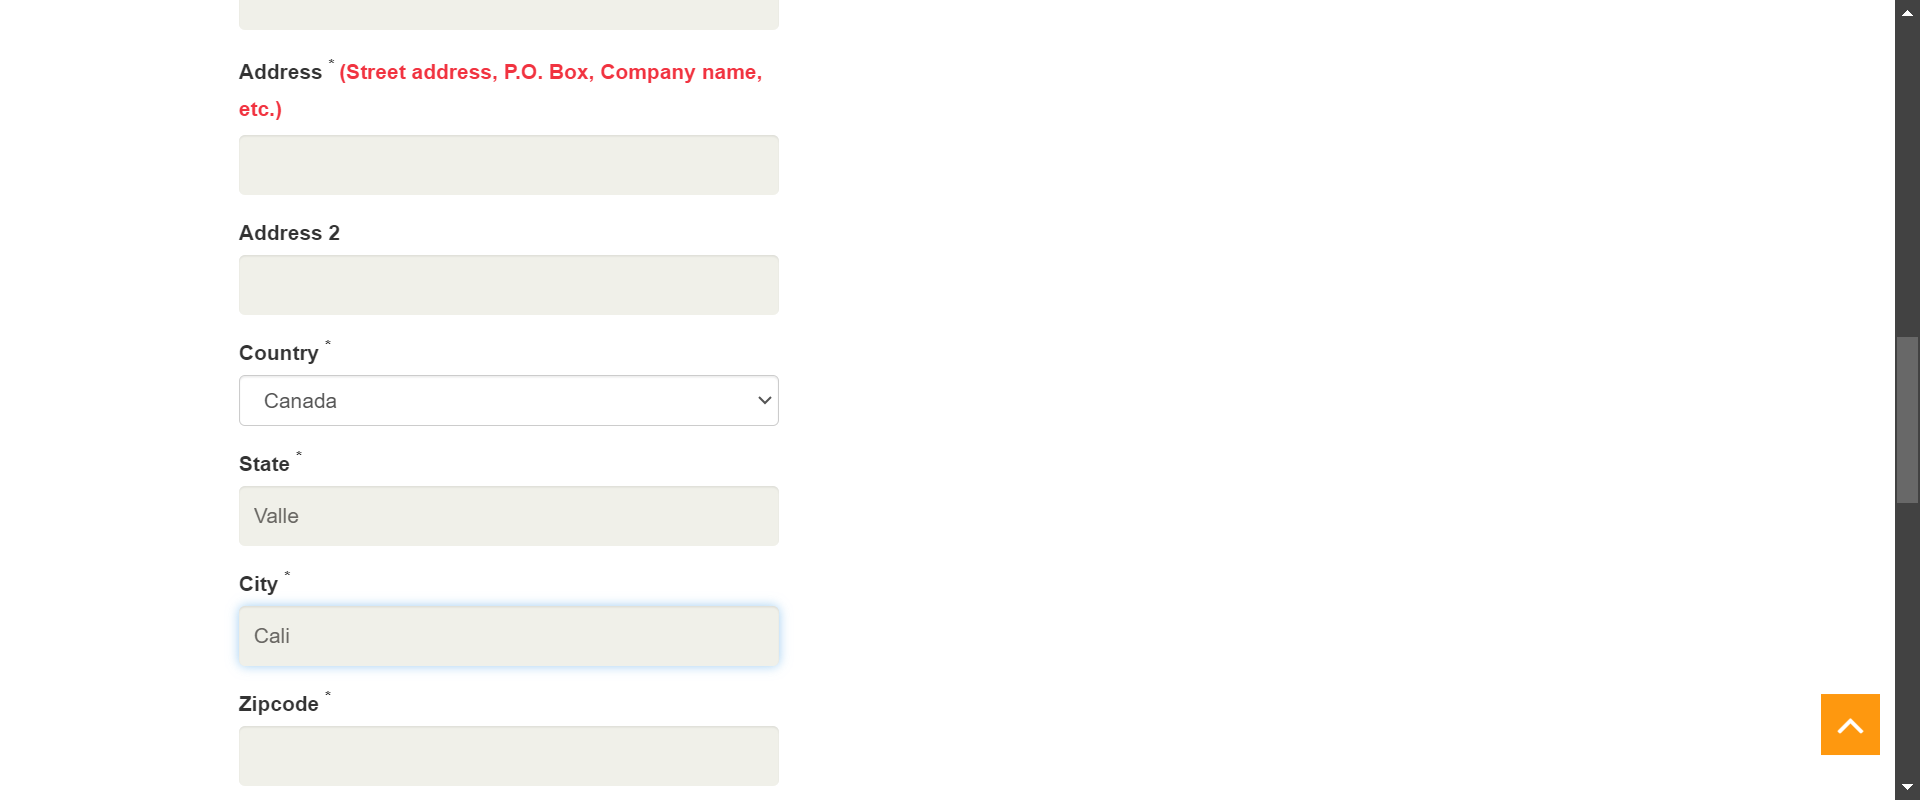 Address * (Street address, P.O. Box, Company name,
etc.)
Address 2
Country *
Canada
State *
Valle
City *
Cali
Zipcode *